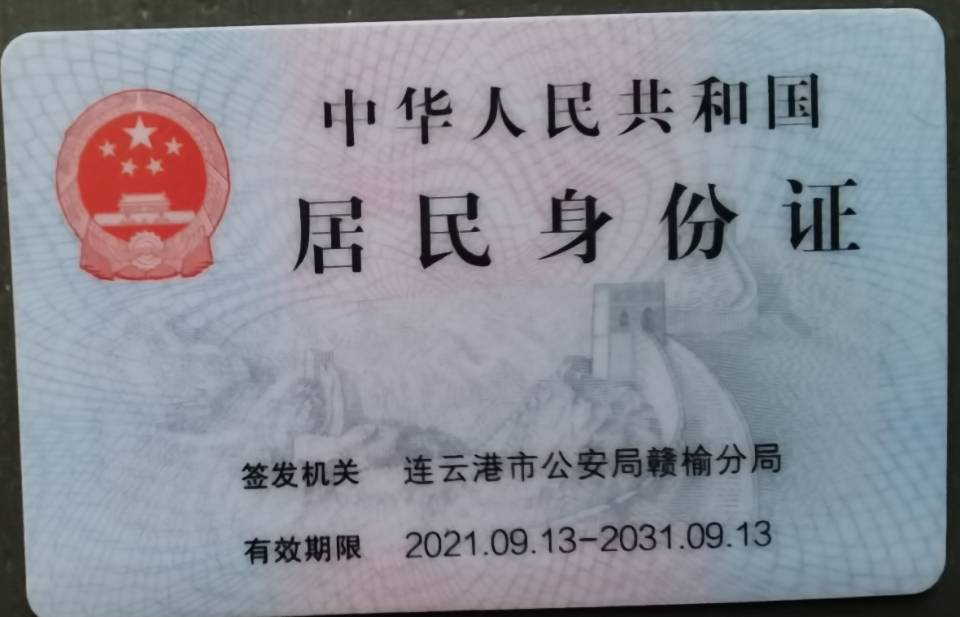 中华人民共和国
居民身份证
签发机关 连云港市公安局赣榆分局
有效期限 2021.09.13-2031.09.13